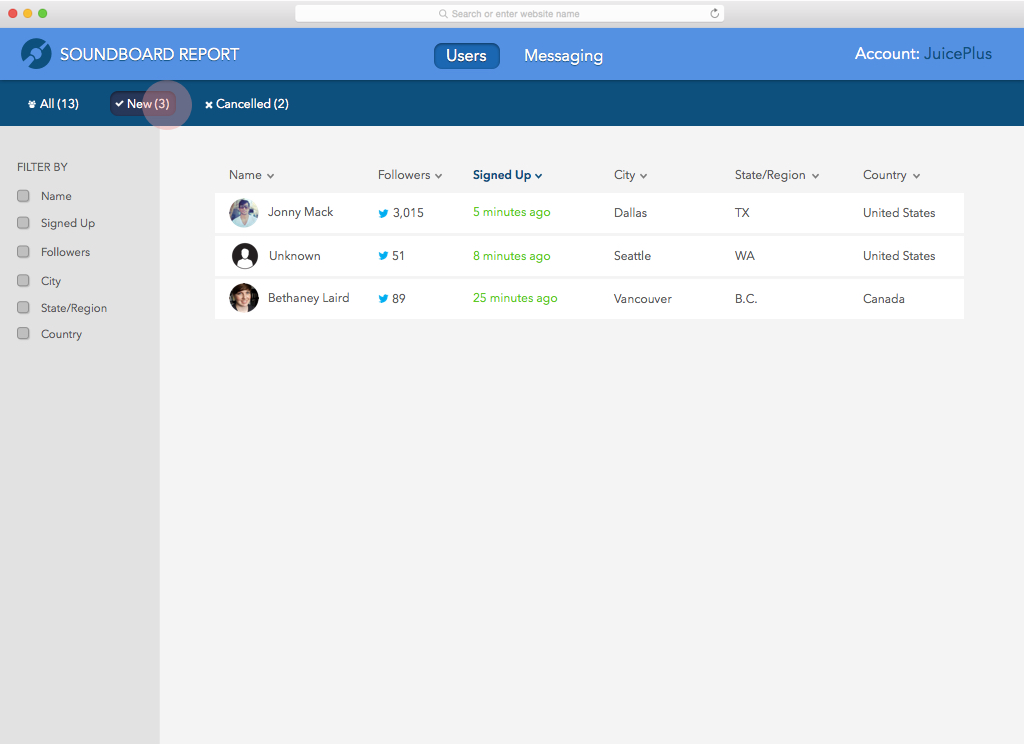 Search or enter website name
SOUNDBOARD REPORT Users Messaging Account: JuicePlus
All (13) New (3) Cancelled (2)
FILTER BY
Name
Signed Up
Followers
City
State/Region
Country
Name Followers Signed Up City State/Region Country
Jonny Mack 3,015 5 minutes ago Dallas TX United States
Unknown 51 8 minutes ago Seattle WA United States
Bethaney Laird 89 25 minutes ago Vancouver B.C. Canada